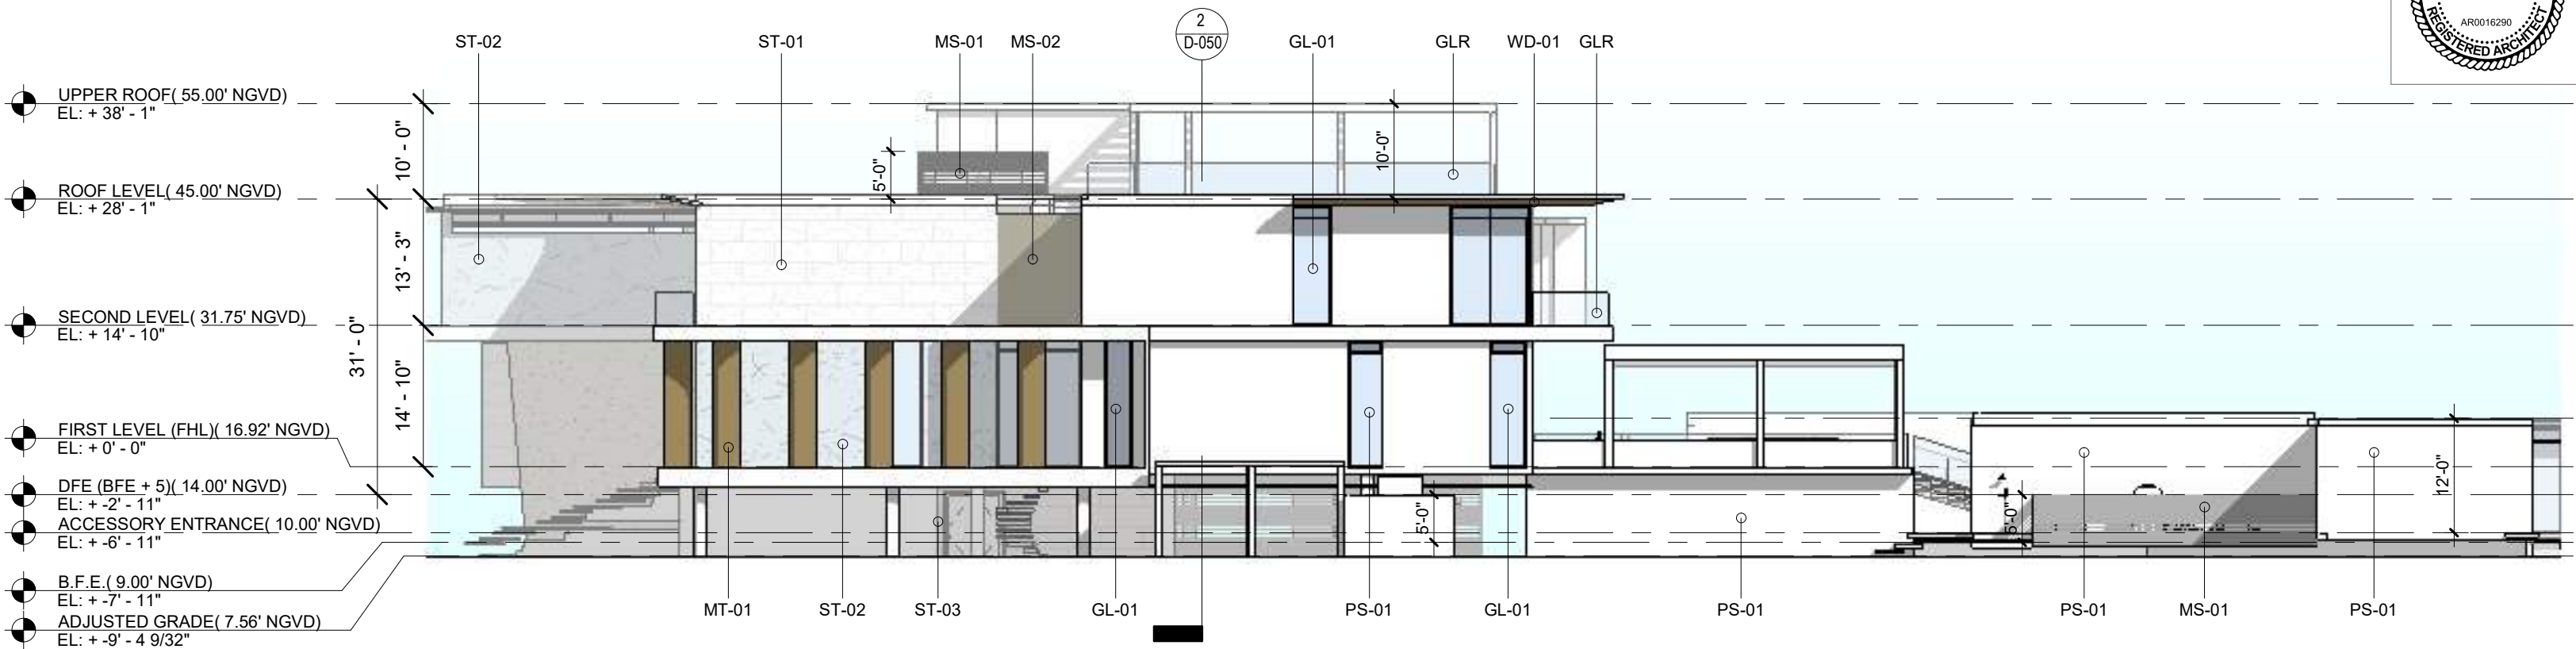 AR0016290
REGISTERED ARCHITECT
2
D-050
ST-02
ST-01
MS-01
MS-02
GL-01
GLR
WD-01
GLR
UPPER ROOF( 55.00' NGVD)
EL: + 38' - 1"
ROOF LEVEL( 45.00' NGVD)
EL: + 28' - 1"
SECOND LEVEL( 31.75' NGVD)
EL: + 14' - 10"
FIRST LEVEL (FHL)( 16.92' NGVD)
EL: + 0' - 0"
DFE (BFE + 5)( 14.00' NGVD)
EL: + -2' - 11"
ACCESSORY ENTRANCE( 10.00' NGVD)
EL: + -6' - 11"
B.F.E.( 9.00' NGVD)
EL: + -7' - 11"
ADJUSTED GRADE( 7.56' NGVD)
EL: + -9' - 4 9/32"
31' - 0"
10' - 0"
13' - 3"
14' - 10"
5'-0"
10'-0"
5'-0"
5'-0"
12'-0"
MT-01
ST-02
ST-03
GL-01
PS-01
GL-01
PS-01
PS-01
MS-01
PS-01